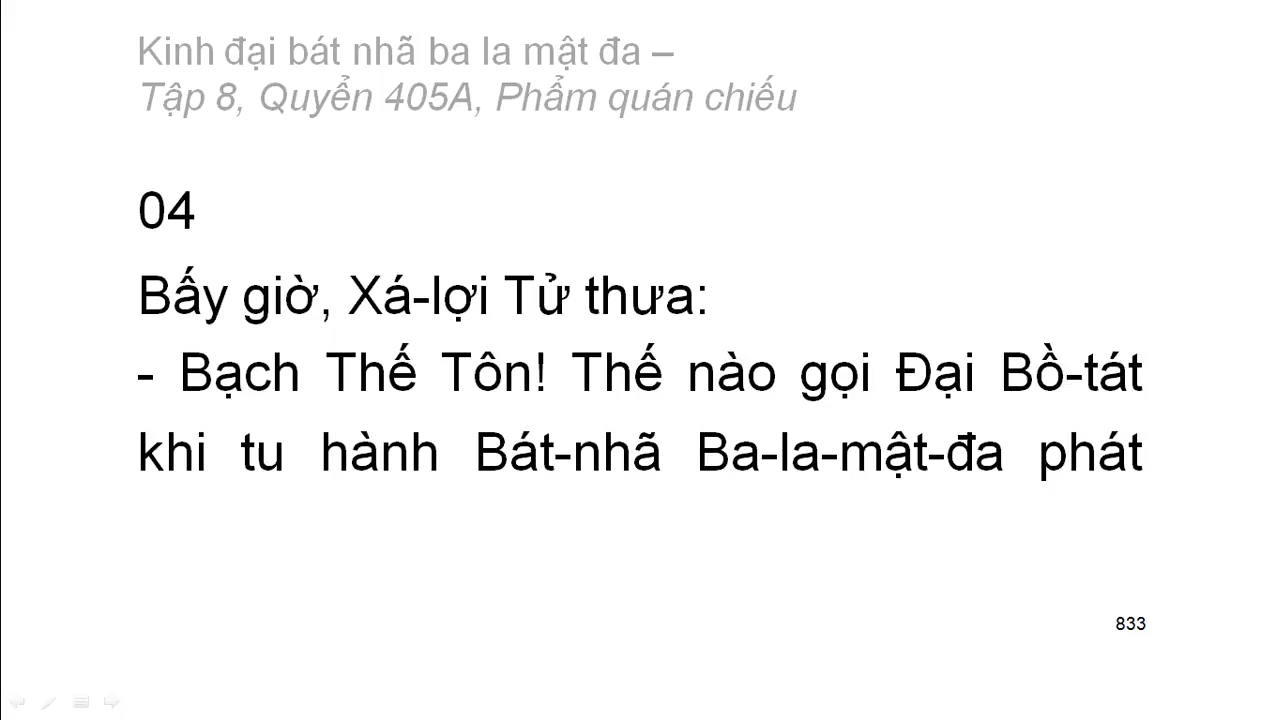 Kinh đại bát nhã ba la mật đa –
Tập 8, Quyển 405A, Phẩm quán chiếu
04
Bấy giờ, Xá-lợi Tử thưa:
- Bạch Thế Tôn! Thế nào gọi Đại Bồ-tát
khi tu hành Bát-nhã Ba-la-mật-đa phát
833